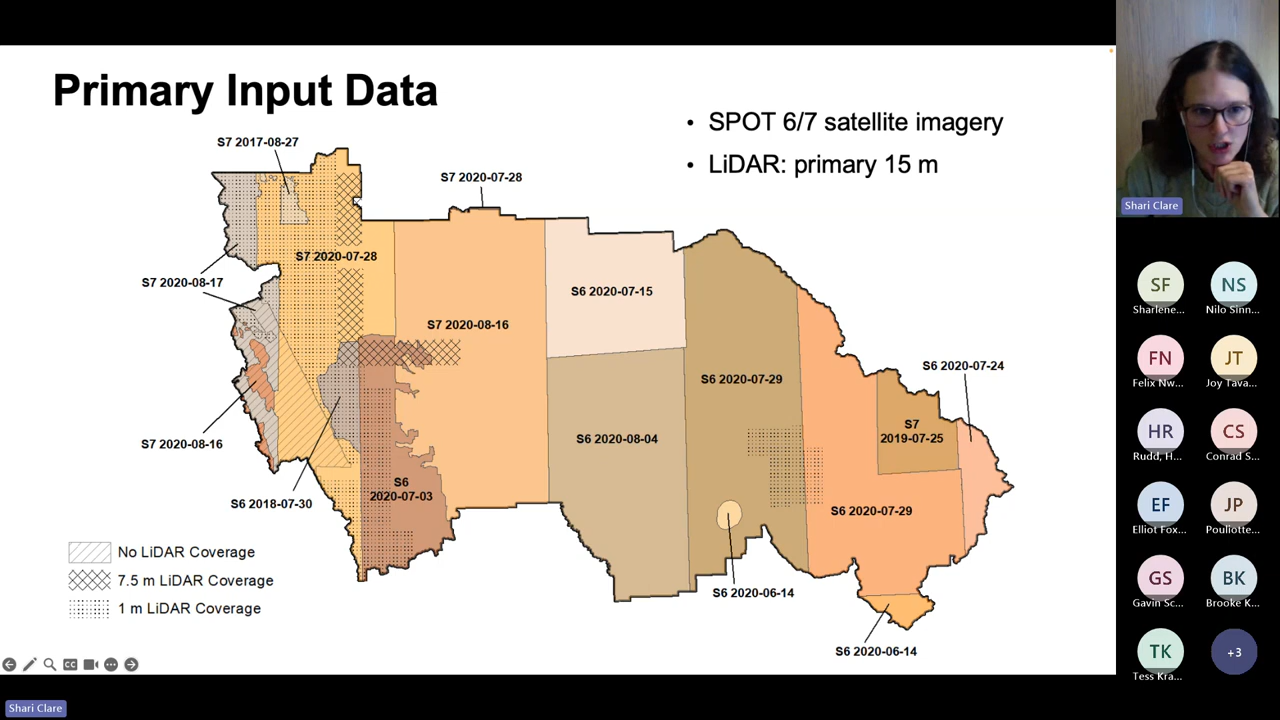 Primary Input Data
• SPOT 6/7 satellite imagery
• LiDAR: primary 15 m
S7 2017-08-27
S7 2020-07-28
S7 2020-07-28
S7 2020-08-17
S6 2020-07-15
S7 2020-08-16
S6 2020-07-24
S6 2020-07-29
S7
2019-07-25
S7 2020-08-16
S6 2020-08-04
S6
2020-07-03
S6 2018-07-30
S6 2020-07-29
S6 2020-06-14
S6 2020-06-14
No LiDAR Coverage
7.5 m LiDAR Coverage
1 m LiDAR Coverage
CC
Shari Clare
SF
Sharlene...
NS
Nilo Sinn...
FN
Felix Nw...
JT
Joy Tava...
HR
Rudd, H...
CS
Conrad S...
EF
Elliot Fox...
JP
Pouliotte...
GS
Gavin Sc...
BK
Brooke K...
TK
Tess Kra...
+3
Shari Clare